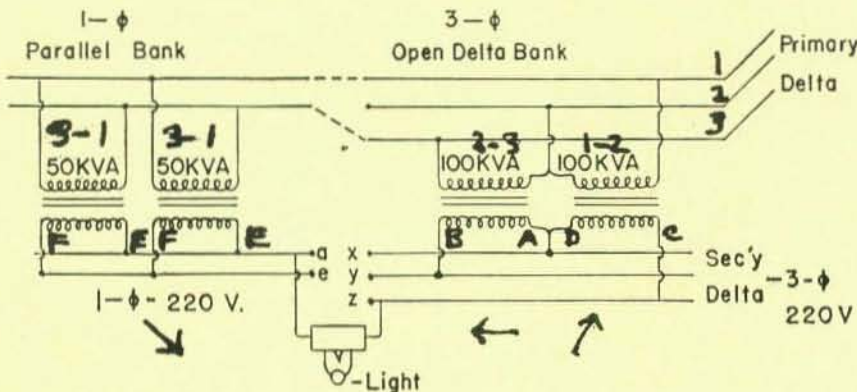 1-ϕ
Parallel Bank
3-ϕ
Open Delta Bank
Primary
Delta
1
2
3
3-1
3-1
2-3
1-2
50KVA
50KVA
100KVA
100KVA
F
E
F
E
B
A
D
C
a
e
x
y
z
Sec'y
Delta
3-ϕ
220 V
1-ϕ-220 V.
V
-Light